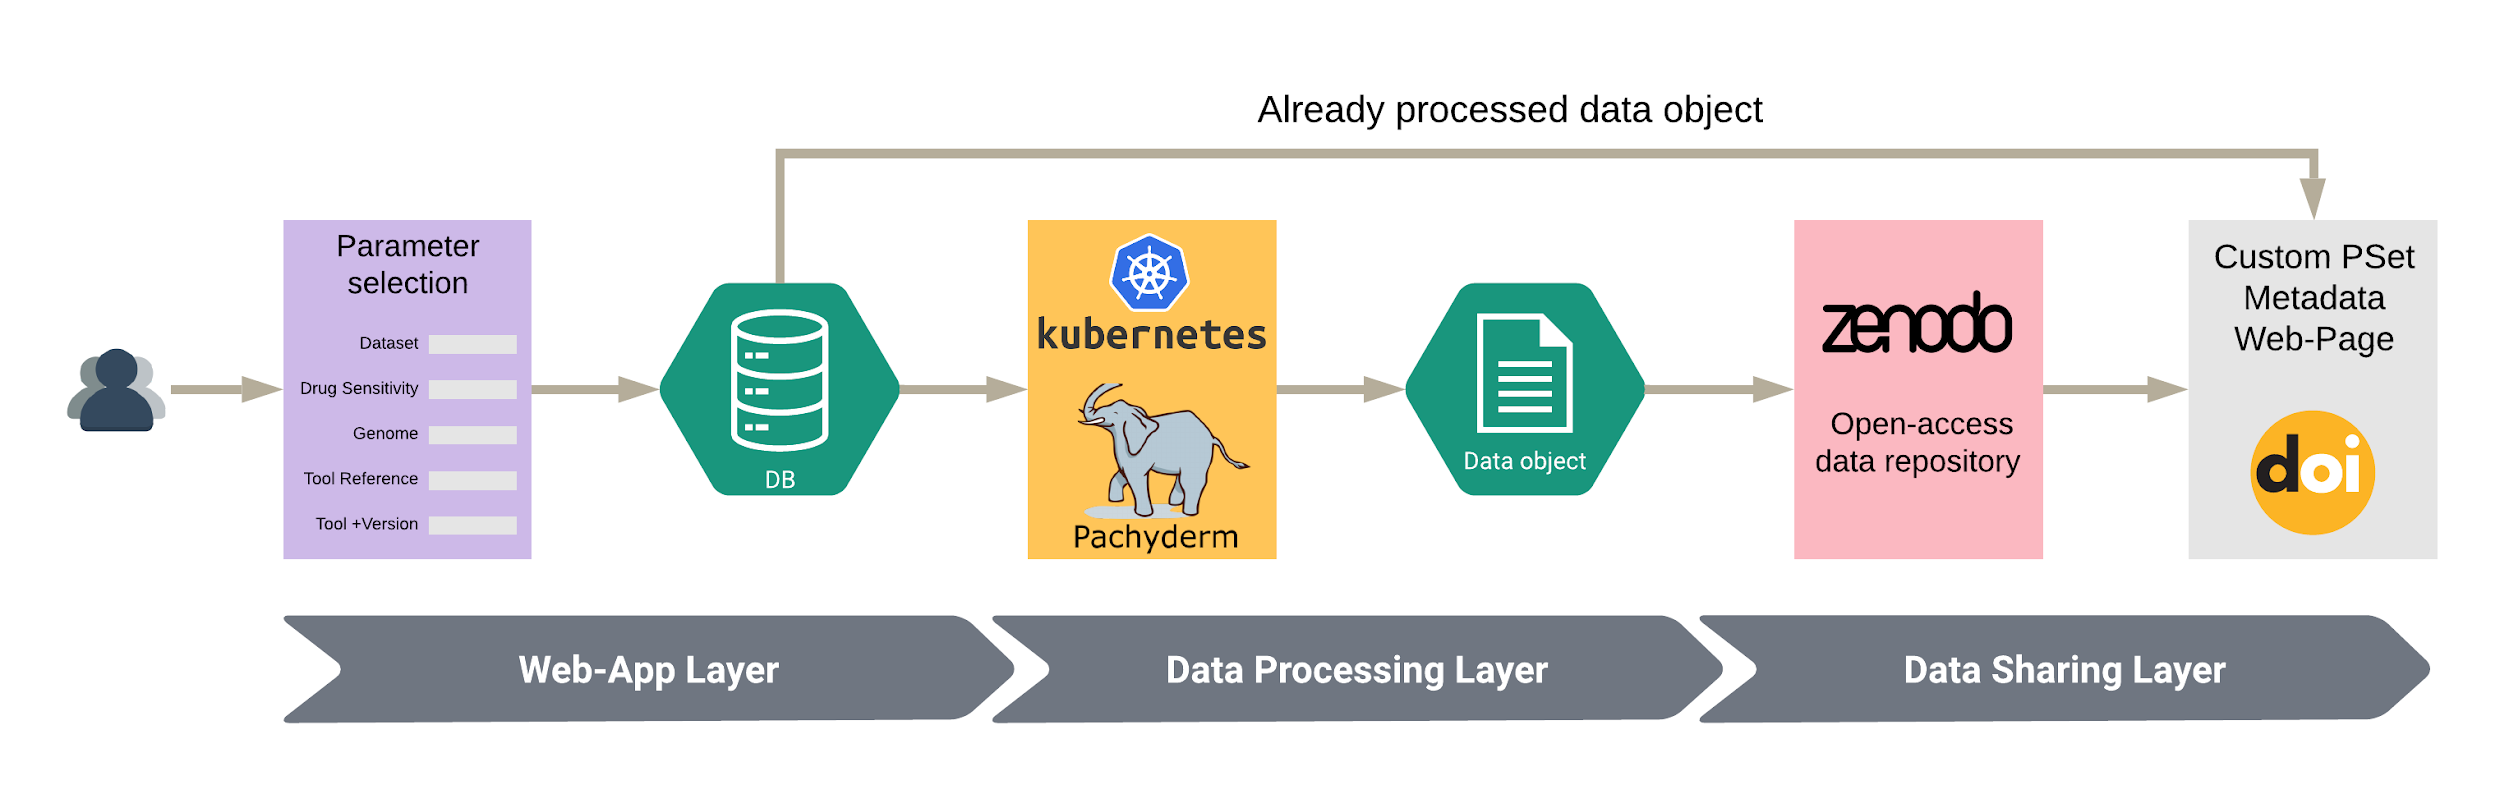 Already processed data object
Parameter
selection
Dataset
Drug Sensitivity
Genome
Tool Reference
Tool +Version
DB
kubernetes
Pachyderm
Data object
zenodo
Open-access
data repository
Custom PSet
Metadata
Web-Page
doi
Web-App Layer
Data Processing Layer
Data Sharing Layer